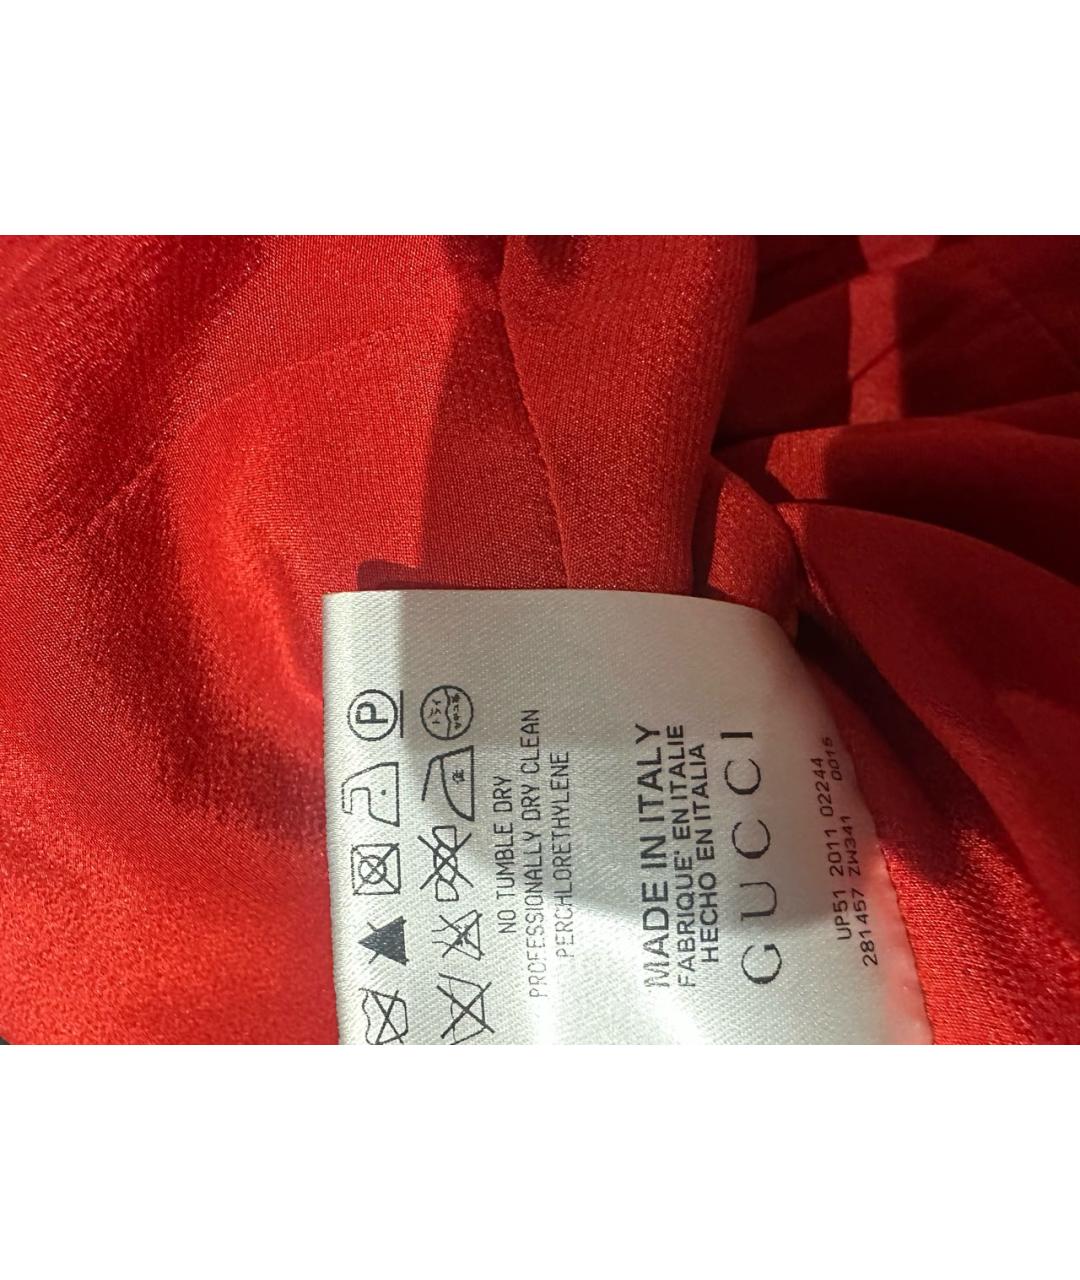 P
NO TUMBLE DRY
PROFESSIONALLY DRY CLEAN
PERCHLORETHYLENE
MADE IN ITALY
FABRIQUE' EN ITALIE
HECHO EN ITALIA
GUCCI
UP51 2011 02244
281457 ZW341 0015